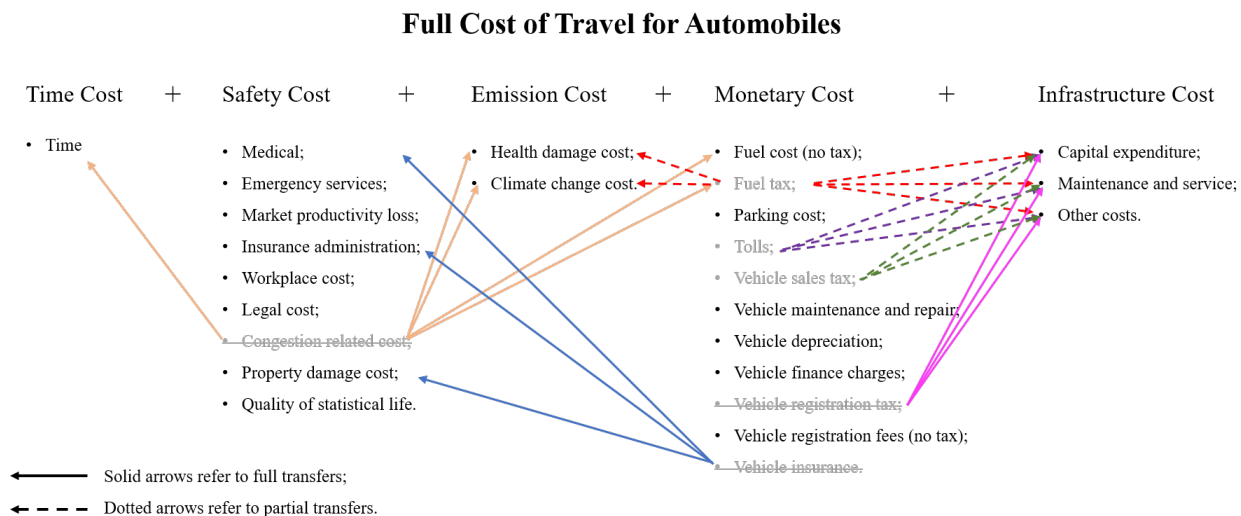 Full Cost of Travel for Automobiles
Time Cost + Safety Cost + Emission Cost + Monetary Cost + Infrastructure Cost
• Time
• Medical;
• Emergency services;
• Market productivity loss;
• Insurance administration;
• Workplace cost;
• Legal cost;
• Congestion related cost;
• Property damage cost;
• Quality of statistical life.
• Health damage cost;
• Climate change cost.
• Fuel cost (no tax);
• Fuel tax;
• Parking cost;
• Tolls;
• Vehicle sales tax;
• Vehicle maintenance and repair;
• Vehicle depreciation;
• Vehicle finance charges;
• Vehicle registration tax;
• Vehicle registration fees (no tax);
• Vehicle insurance.
• Capital expenditure;
• Maintenance and service;
• Other costs.
Solid arrows refer to full transfers;
Dotted arrows refer to partial transfers.